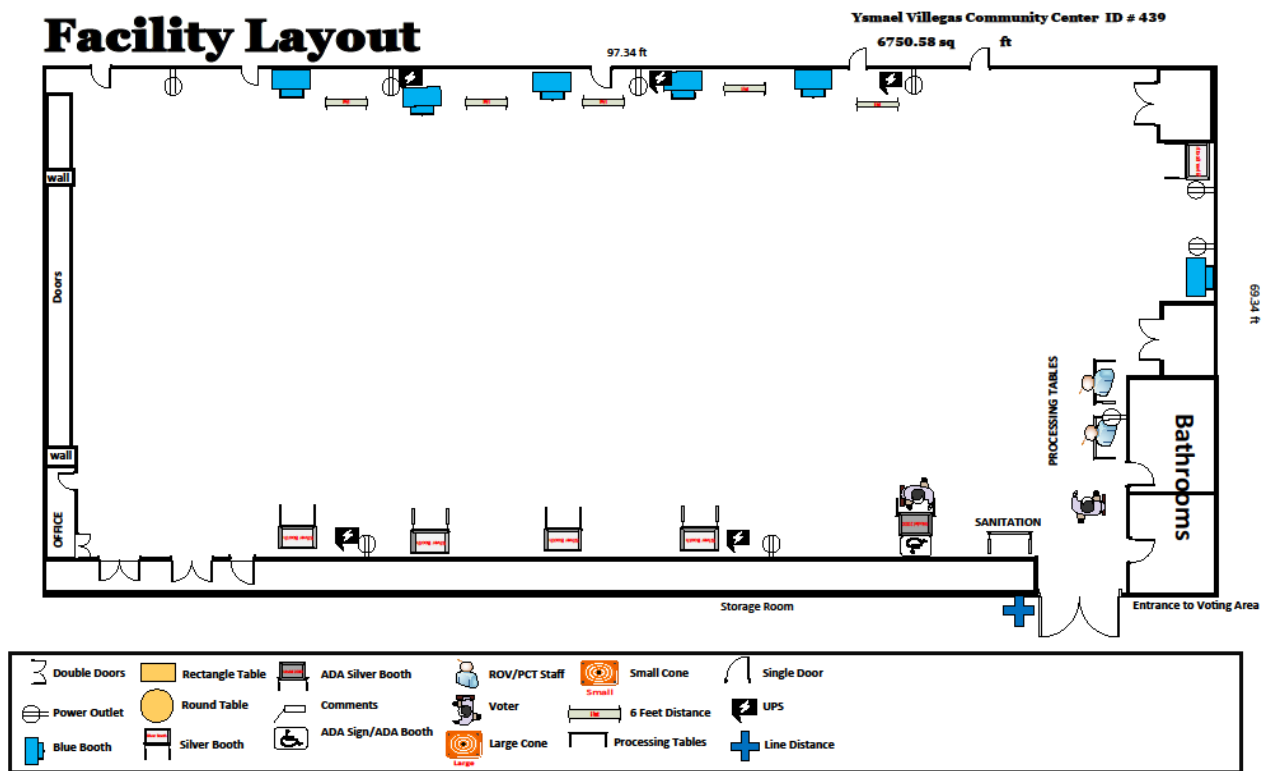 Facility Layout
Ysmael Villegas Community Center ID # 439
6750.58 sq ft
97.34 ft
wall
Doors
69.34 ft
PROCESSING TABLES
wall
Bathrooms
OFFICE
SANITATION
Storage Room
Entrance to Voting Area
Double Doors
Rectangle Table
ADA Silver Booth
ROV/PCT Staff
Small Cone
Small
Single Door
Power Outlet
Round Table
Comments
Voter
6 Feet Distance
UPS
Blue Booth
Silver Booth
ADA Sign/ADA Booth
Large Cone
Large
Processing Tables
Line Distance